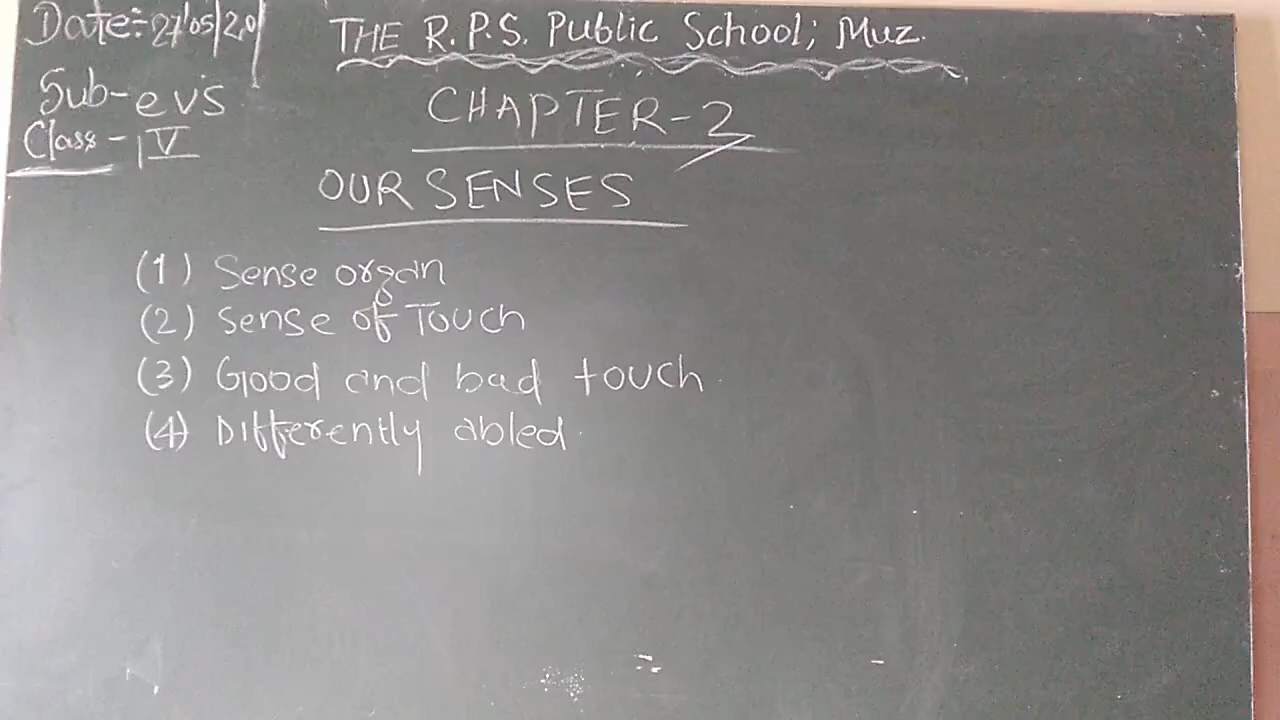 Date:- 27/05/20
THE R.P.S. Public School; Muz.
Sub-evs
Class-IV
CHAPTER-2
OUR SENSES
(1) Sense organ
(2) Sense of Touch
(3) Good and bad touch
(4) Differently abled.